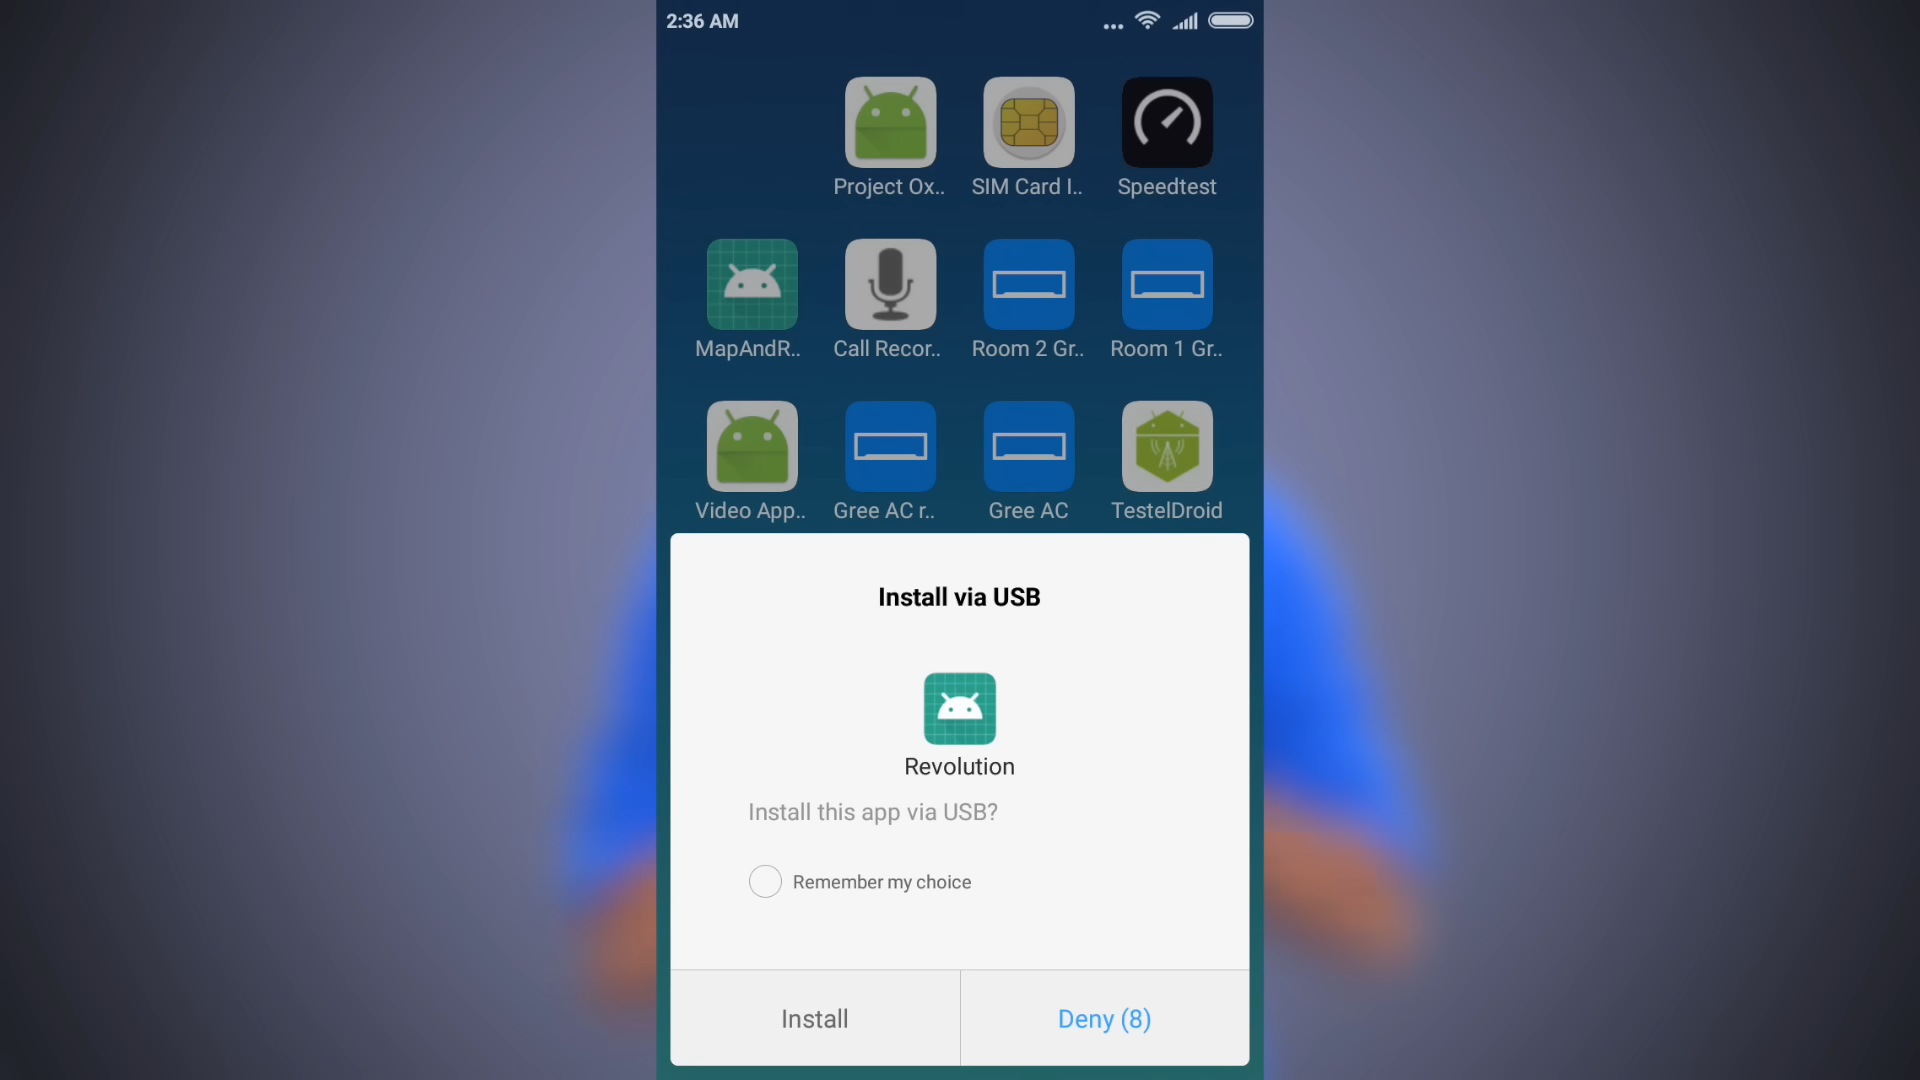 2:36 AM
Project Ox..
SIM Card I..
Speedtest
MapAndR..
Call Recor..
Room 2 Gr..
Room 1 Gr..
Video App..
Gree AC r..
Gree AC
TestelDroid
Install via USB
Revolution
Install this app via USB?
Remember my choice
Install
Deny (8)